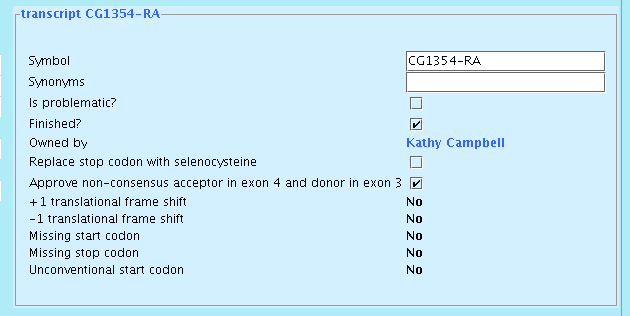 transcript CG1354-RA
Symbol CG1354-RA
Synonyms
Is problematic?
Finished?
Owned by Kathy Campbell
Replace stop codon with selenocysteine
Approve non-consensus acceptor in exon 4 and donor in exon 3
+1 translational frame shift No
-1 translational frame shift No
Missing start codon No
Missing stop codon No
Unconventional start codon No